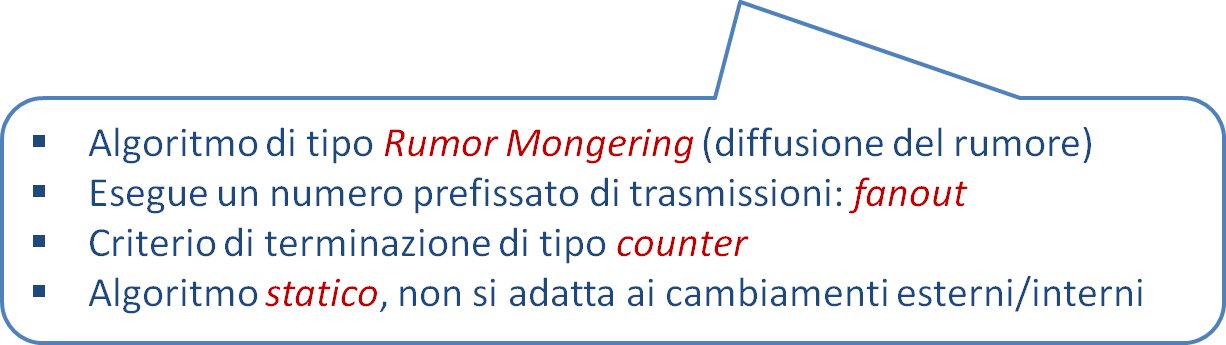 ▪ Algoritmo di tipo Rumor Mongering (diffusione del rumore)
▪ Esegue un numero prefissato di trasmissioni: fanout
▪ Criterio di terminazione di tipo counter
▪ Algoritmo statico, non si adatta ai cambiamenti esterni/interni